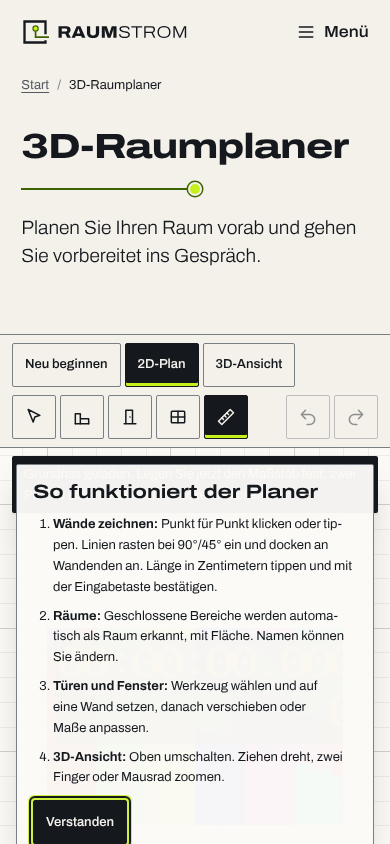 RAUMSTROM
Menü
Start / 3D-Raumplaner
3D-Raumplaner
Planen Sie Ihren Raum vorab und gehen
Sie vorbereitet ins Gespräch.
Neu beginnen
2D-Plan
3D-Ansicht
So funktioniert der Planer
1. Wände zeichnen: Punkt für Punkt klicken oder tip-
pen. Linien rasten bei 90°/45° ein und docken an
Wandenden an. Länge in Zentimetern tippen und mit
der Eingabetaste bestätigen.
2. Räume: Geschlossene Bereiche werden automa-
tisch als Raum erkannt, mit Fläche. Namen können
Sie ändern.
3. Türen und Fenster: Werkzeug wählen und auf
eine Wand setzen, danach verschieben oder
Maße anpassen.
4. 3D-Ansicht: Oben umschalten. Ziehen dreht, zwei
Finger oder Mausrad zoomen.
Verstanden